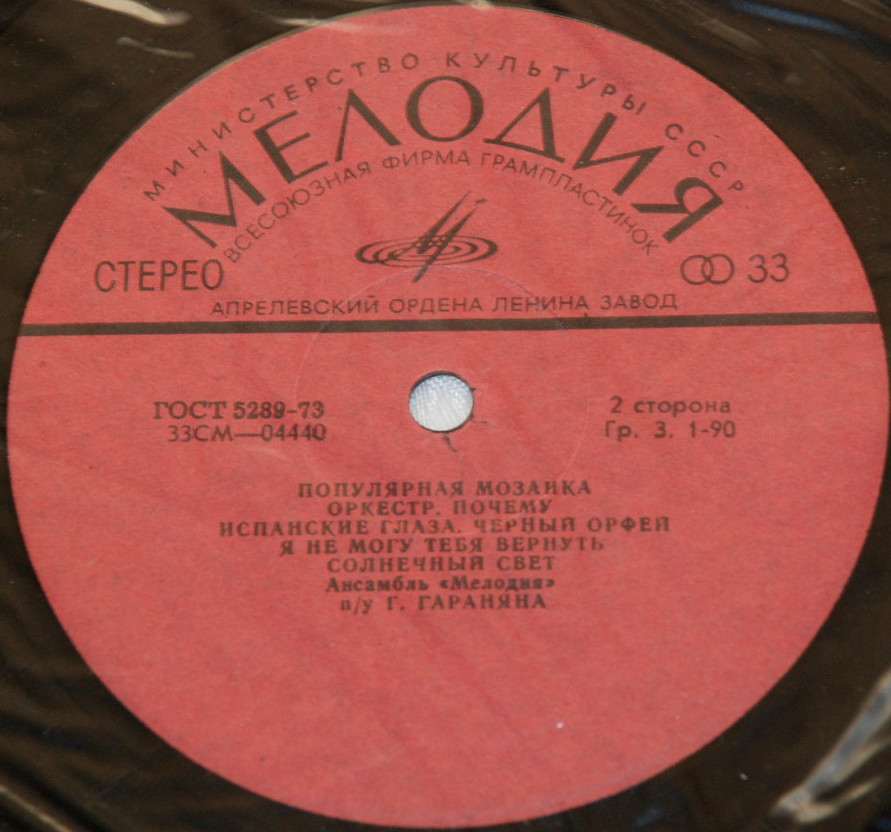 МИНИСТЕРСТВО КУЛЬТУРЫ СССР
МЕЛОДИЯ
ВСЕСОЮЗНАЯ ФИРМА ГРАМПЛАСТИНОК
СТЕРЕО
33
АПРЕЛЕВСКИЙ ОРДЕНА ЛЕНИНА ЗАВОД
ГОСТ 5289-73
33СМ—04440
2 сторона
Гр. 3. 1-90
ПОПУЛЯРНАЯ МОЗАИКА
ОРКЕСТР. ПОЧЕМУ
ИСПАНСКИЕ ГЛАЗА. ЧЕРНЫЙ ОРФЕЙ
Я НЕ МОГУ ТЕБЯ ВЕРНУТЬ
СОЛНЕЧНЫЙ СВЕТ
Ансамбль «Мелодия»
п/у Г. ГАРАНЯНА